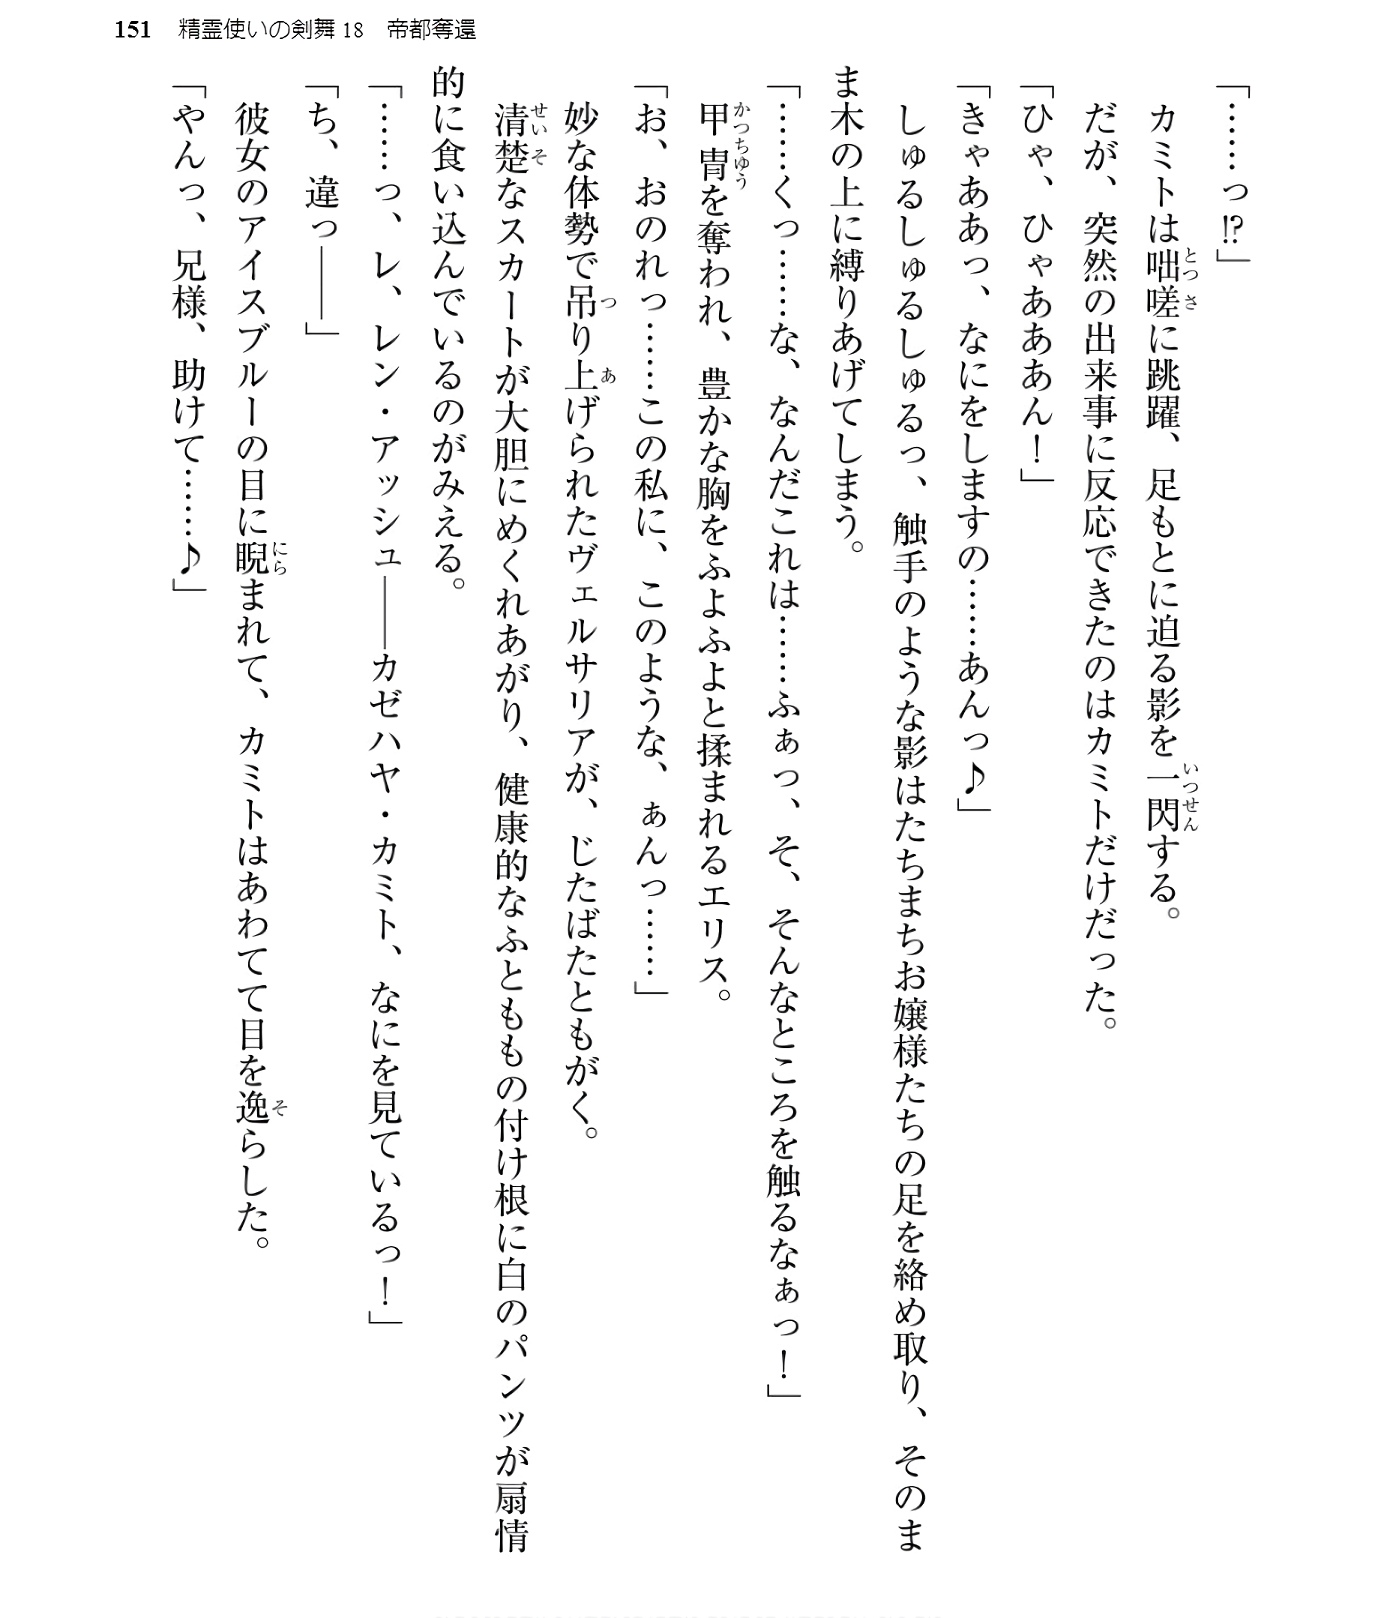 151　精霊使いの剣舞 18　帝都奪還
「……っ!?」
　カミトは咄嗟に跳躍、足もとに迫る影を一閃する。
　だが、突然の出来事に反応できたのはカミトだけだった。
「ひゃ、ひゃあああん！」
「きゃああっ、なにをしますの……あんっ♪」
　しゅるしゅるしゅるっ、触手のような影はたちまちお嬢様たちの足を絡め取り、そのま
ま木の上に縛りあげてしまう。
「……くっ……な、なんだこれは……ふぁっ、そ、そんなところを触るなぁっ！」
　甲冑を奪われ、豊かな胸をふよふよと揉まれるエリス。
「お、おのれっ……この私に、このような、ぁんっ……」
　妙な体勢で吊り上げられたヴェルサリアが、じたばたともがく。
　清楚なスカートが大胆にめくれあがり、健康的なふとももの付け根に白のパンツが扇情
的に食い込んでいるのがみえる。
「……っ、レ、レン・アッシュ――カゼハヤ・カミト、なにを見ているっ！」
「ち、違っ――」
　彼女のアイスブルーの目に睨まれて、カミトはあわてて目を逸らした。
「やんっ、兄様、助けて……♪」